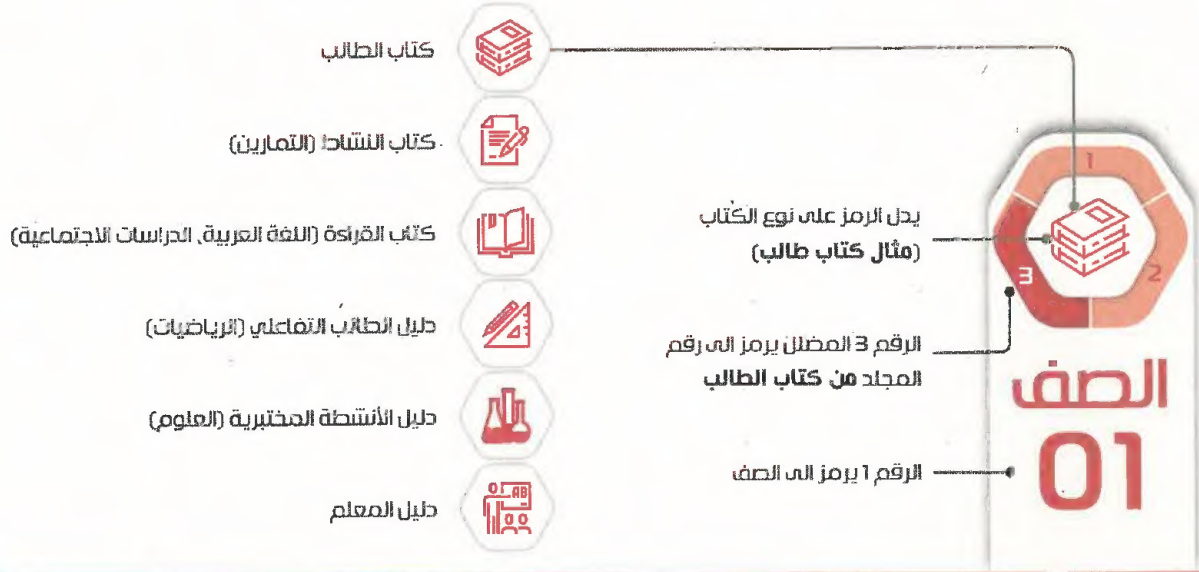 1
2
3
الصف
01
يدل الرمز على نوع الكتاب
(مثال كتاب طالب)
الرقم 3 المضلل يرمز الى رقم
المجلد من كتاب الطالب
الرقم 1 يرمز الى الصف
كتاب الطالب
كتاب النشاط (التمارين)
كتاب القراءة (اللغة العربية, الدراسات الاجتماعية)
دليل الطالب التفاعلي (الرياضيات)
دليل الأنشطة المختبرية (العلوم)
AB
دليل المعلم